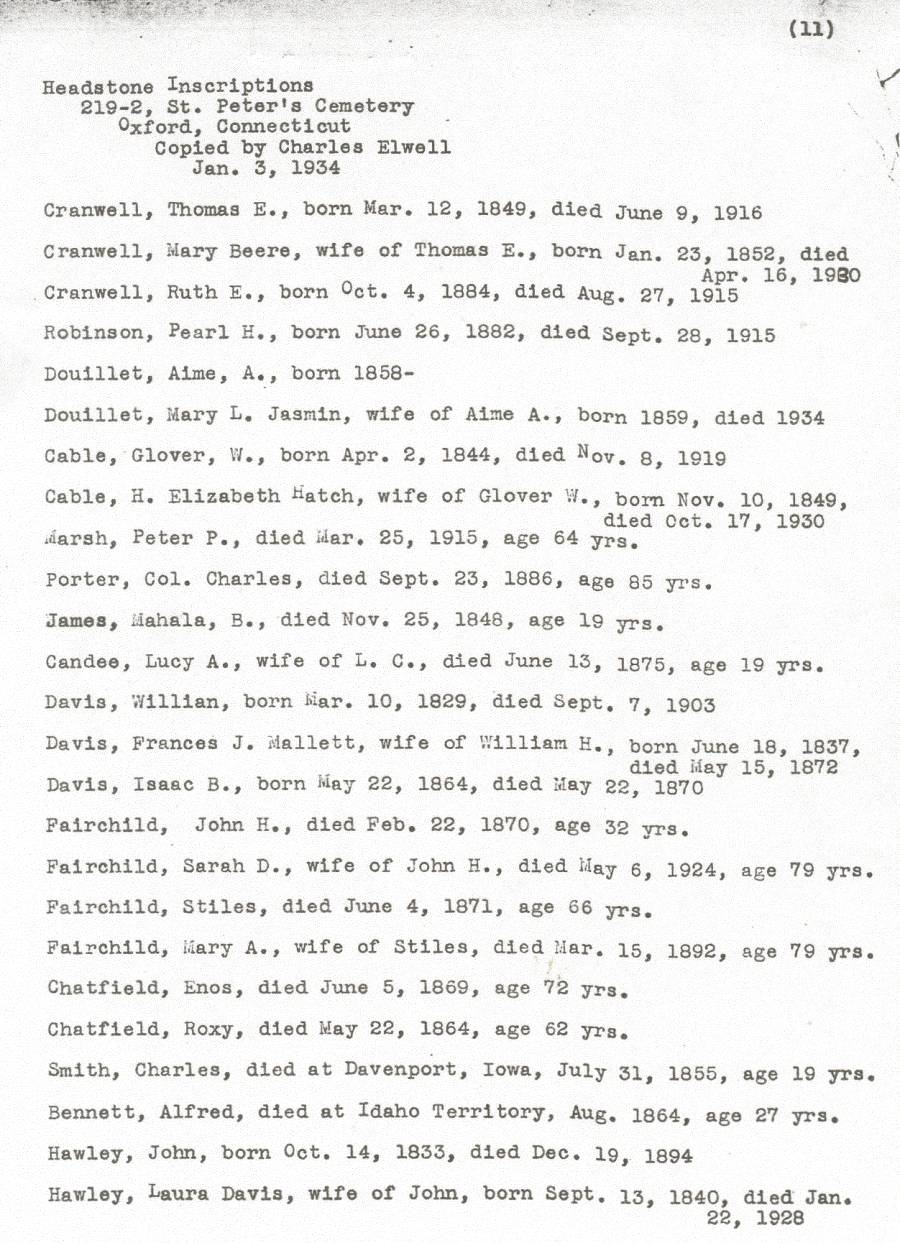 (11)
Headstone Inscriptions
219-2, St. Peter's Cemetery
Oxford, Connecticut
Copied by Charles Elwell
Jan. 3, 1934
Cranwell, Thomas E., born Mar. 12, 1849, died June 9, 1916
Cranwell, Mary Beere, wife of Thomas E., born Jan. 23, 1852, died
Apr. 16, 1930
Cranwell, Ruth E., born Oct. 4, 1884, died Aug. 27, 1915
Robinson, Pearl H., born June 26, 1882, died Sept. 28, 1915
Douillet, Aime, A., born 1858-
Douillet, Mary L. Jasmin, wife of Aime A., born 1859, died 1934
Cable, Glover, W., born Apr. 2, 1844, died Nov. 8, 1919
Cable, H. Elizabeth Hatch, wife of Glover W., born Nov. 10, 1849,
died Oct. 17, 1930
Marsh, Peter P., died Mar. 25, 1915, age 64 yrs.
Porter, Col. Charles, died Sept. 23, 1886, age 85 yrs.
James, Mahala, B., died Nov. 25, 1848, age 19 yrs.
Candee, Lucy A., wife of L. C., died June 13, 1875, age 19 yrs.
Davis, Willian, born Mar. 10, 1829, died Sept. 7, 1903
Davis, Frances J. Mallett, wife of William H., born June 18, 1837,
died May 15, 1872
Davis, Isaac B., born May 22, 1864, died May 22, 1870
Fairchild, John H., died Feb. 22, 1870, age 32 yrs.
Fairchild, Sarah D., wife of John H., died May 6, 1924, age 79 yrs.
Fairchild, Stiles, died June 4, 1871, age 66 yrs.
Fairchild, Mary A., wife of Stiles, died Mar. 15, 1892, age 79 yrs.
Chatfield, Enos, died June 5, 1869, age 72 yrs.
Chatfield, Roxy, died May 22, 1864, age 62 yrs.
Smith, Charles, died at Davenport, Iowa, July 31, 1855, age 19 yrs.
Bennett, Alfred, died at Idaho Territory, Aug. 1864, age 27 yrs.
Hawley, John, born Oct. 14, 1833, died Dec. 19, 1894
Hawley, Laura Davis, wife of John, born Sept. 13, 1840, died Jan.
22, 1928